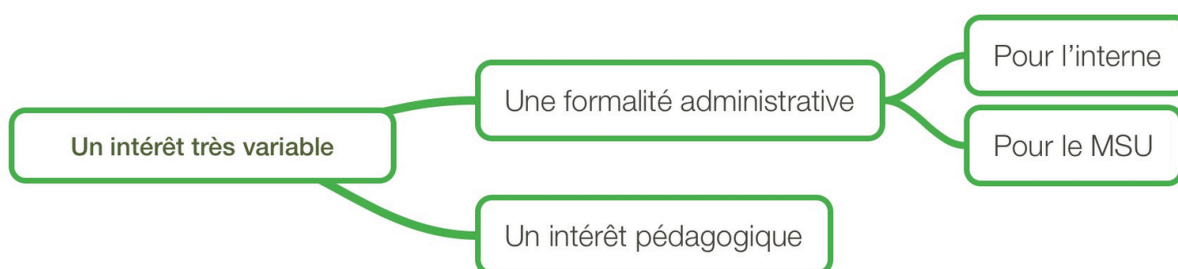 Un intérêt très variable
Une formalité administrative
Pour l’interne
Pour le MSU
Un intérêt pédagogique